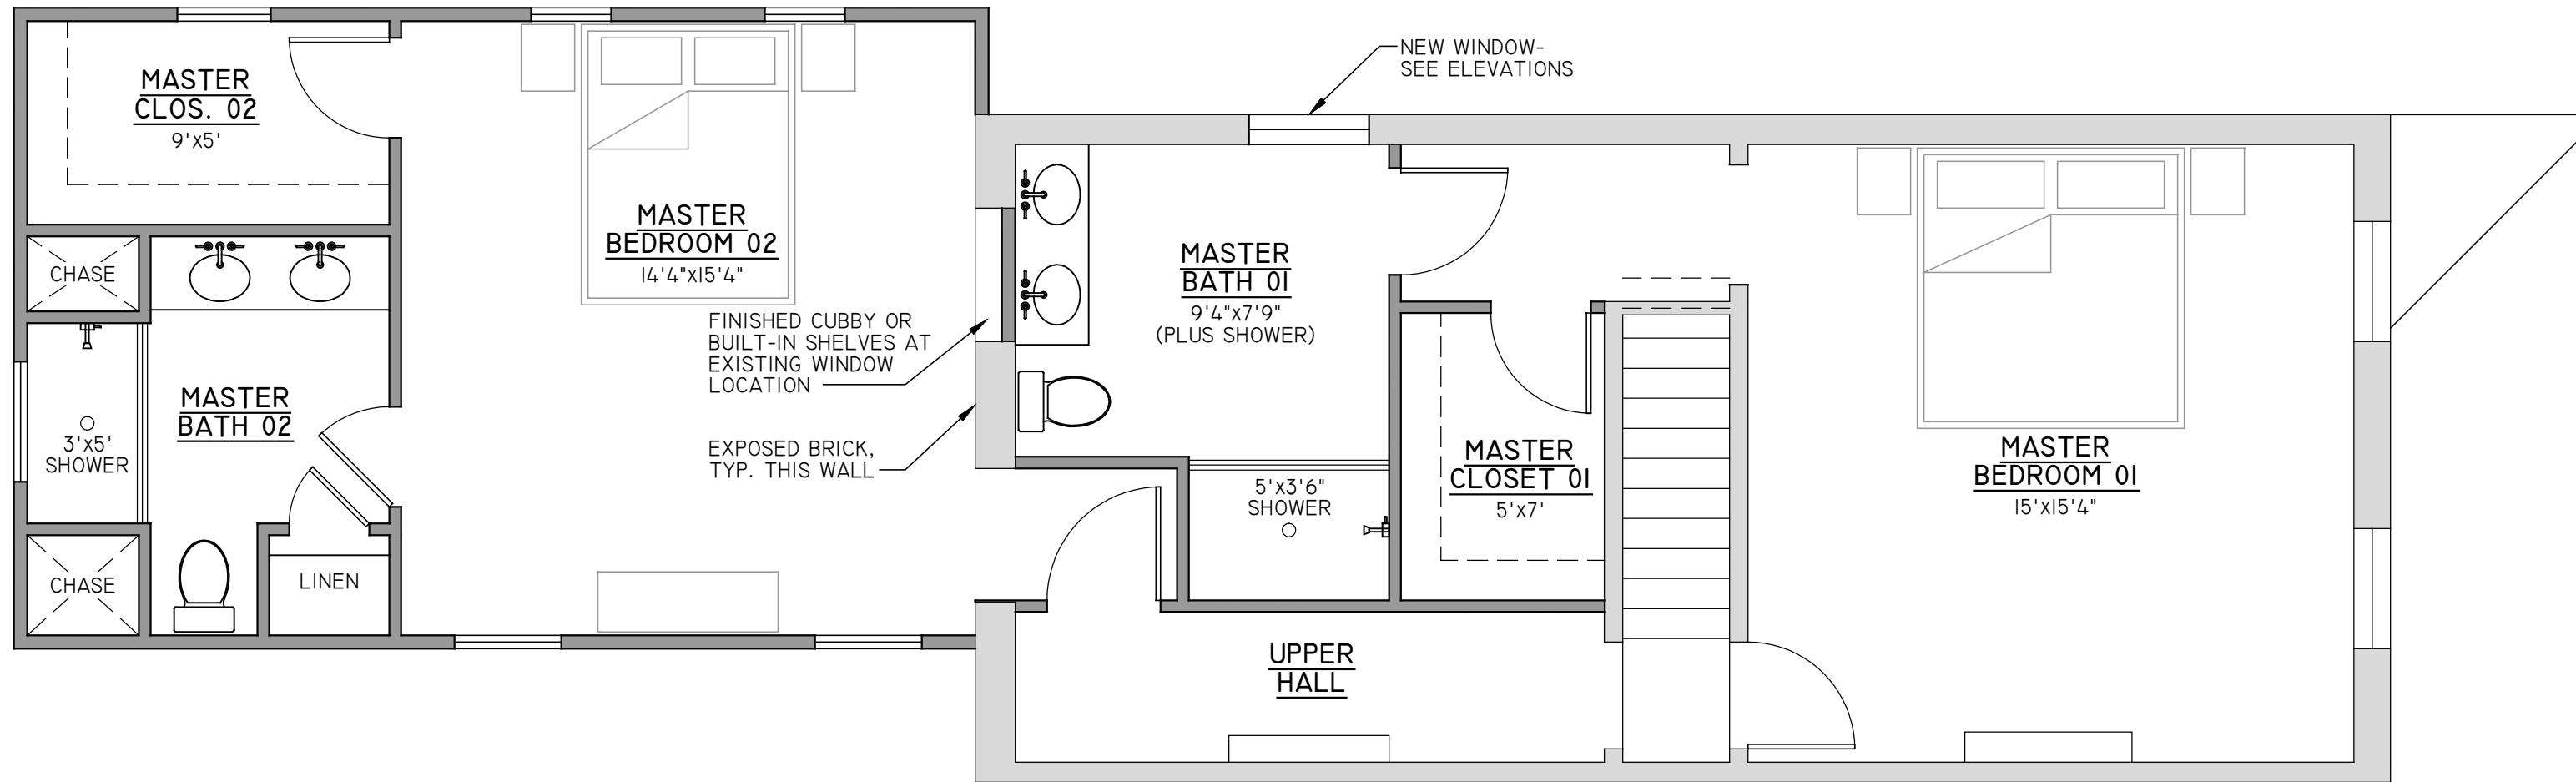 MASTER
CLOS. 02
9'x5'
CHASE
3'x5'
SHOWER
MASTER
BATH 02
CHASE
LINEN
MASTER
BEDROOM 02
14'4"x15'4"
FINISHED CUBBY OR
BUILT-IN SHELVES AT
EXISTING WINDOW
LOCATION
EXPOSED BRICK,
TYP. THIS WALL
NEW WINDOW-
SEE ELEVATIONS
MASTER
BATH 01
9'4"x7'9"
(PLUS SHOWER)
5'x3'6"
SHOWER
MASTER
CLOSET 01
5'x7'
UPPER
HALL
MASTER
BEDROOM 01
15'x15'4"